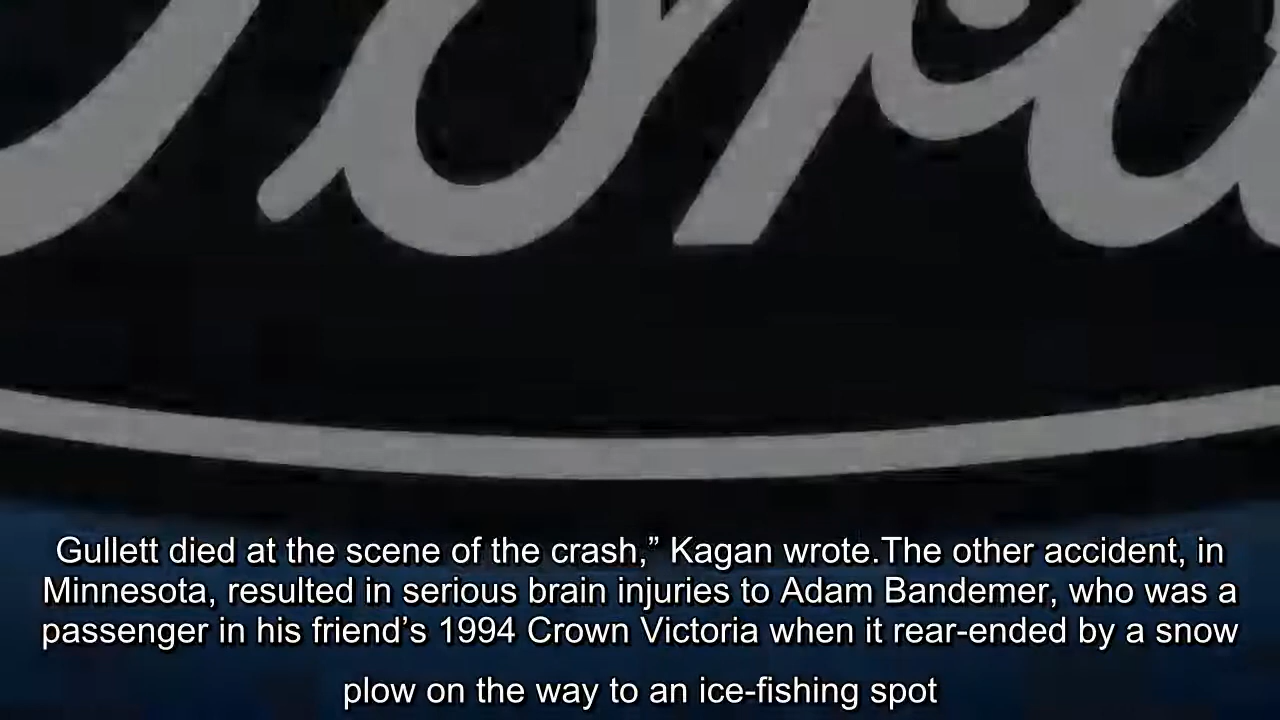 Ford
Gullett died at the scene of the crash,” Kagan wrote.The other accident, in
Minnesota, resulted in serious brain injuries to Adam Bandemer, who was a
passenger in his friend’s 1994 Crown Victoria when it rear-ended by a snow
plow on the way to an ice-fishing spot